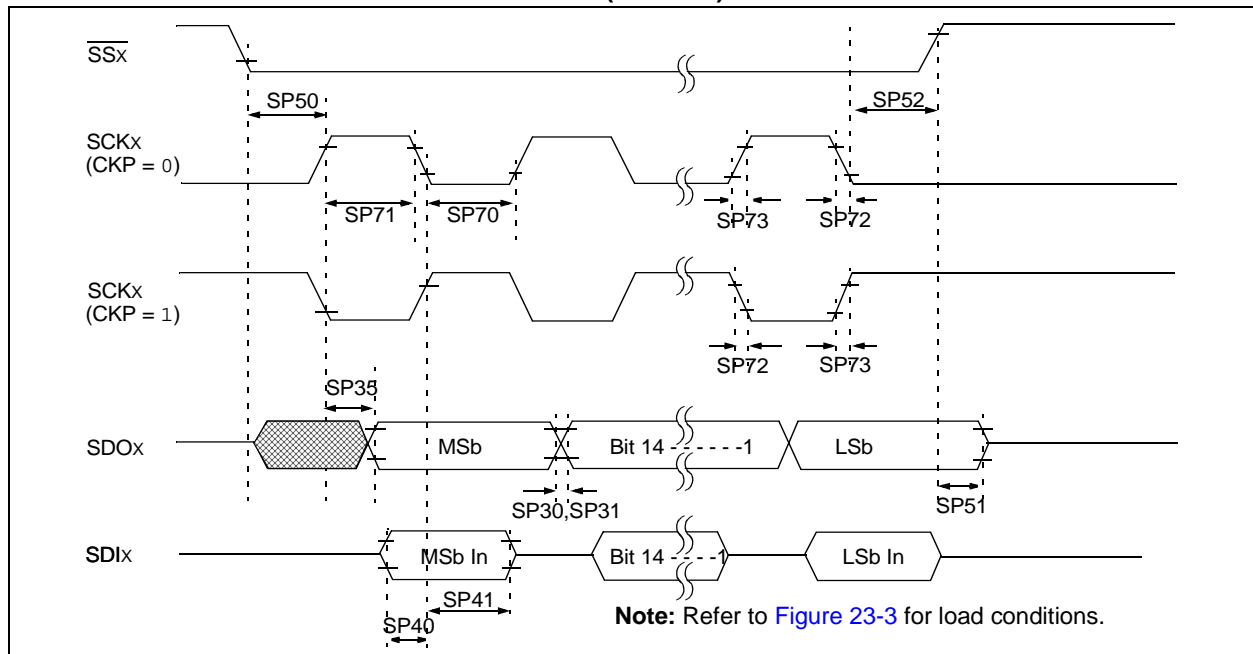 SSX
SP50
SP52
SCKX
(CKP = 0)
SP71
SP70
SP73
SP72
SCKX
(CKP = 1)
SP72
SP73
SP35
SDOX
MSb
Bit 14 - - - - - -1
LSb
SP30,SP31
SP51
SDIX
MSb In
Bit 14 - - - -1
LSb In
SP41
SP40
Note: Refer to Figure 23-3 for load conditions.